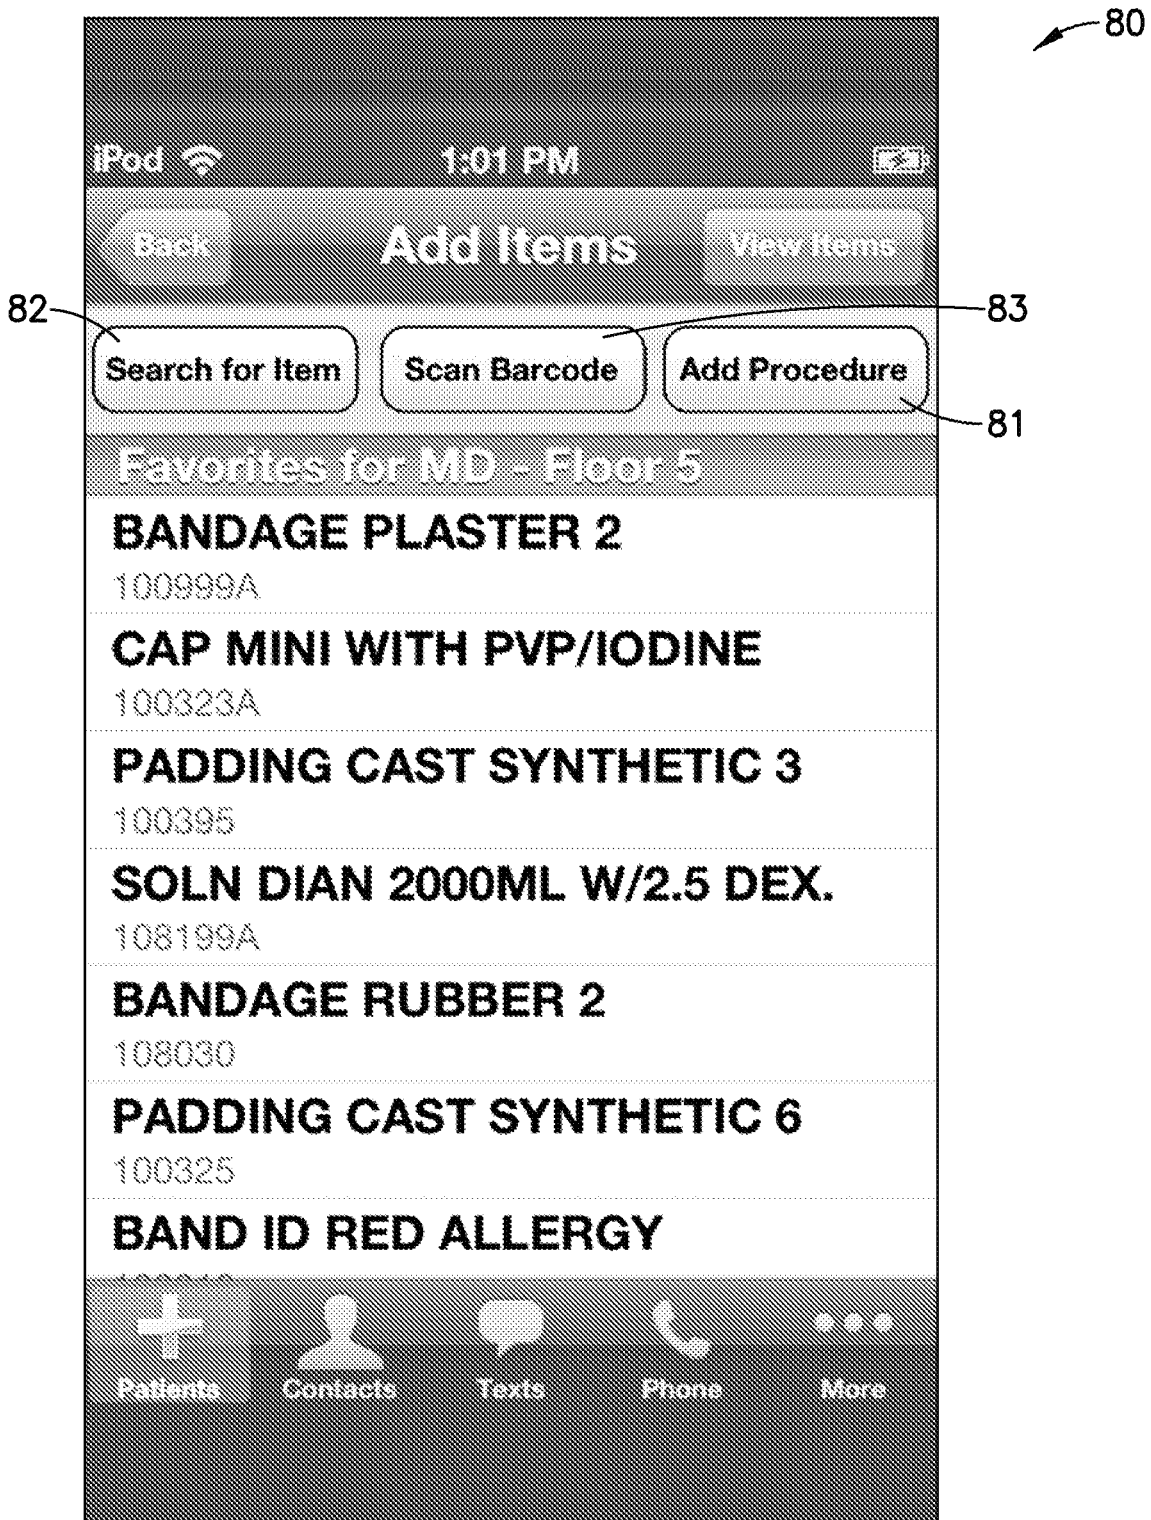 80
iPod 1:01 PM
Back Add Items View Items
82 83
Search for Item Scan Barcode Add Procedure
81
Favorites for MD - Floor 5
BANDAGE PLASTER 2
100999A
CAP MINI WITH PVP/IODINE
100323A
PADDING CAST SYNTHETIC 3
100395
SOLN DIAN 2000ML W/2.5 DEX.
108199A
BANDAGE RUBBER 2
108030
PADDING CAST SYNTHETIC 6
100325
BAND ID RED ALLERGY
Patients Contacts Texts Phone More